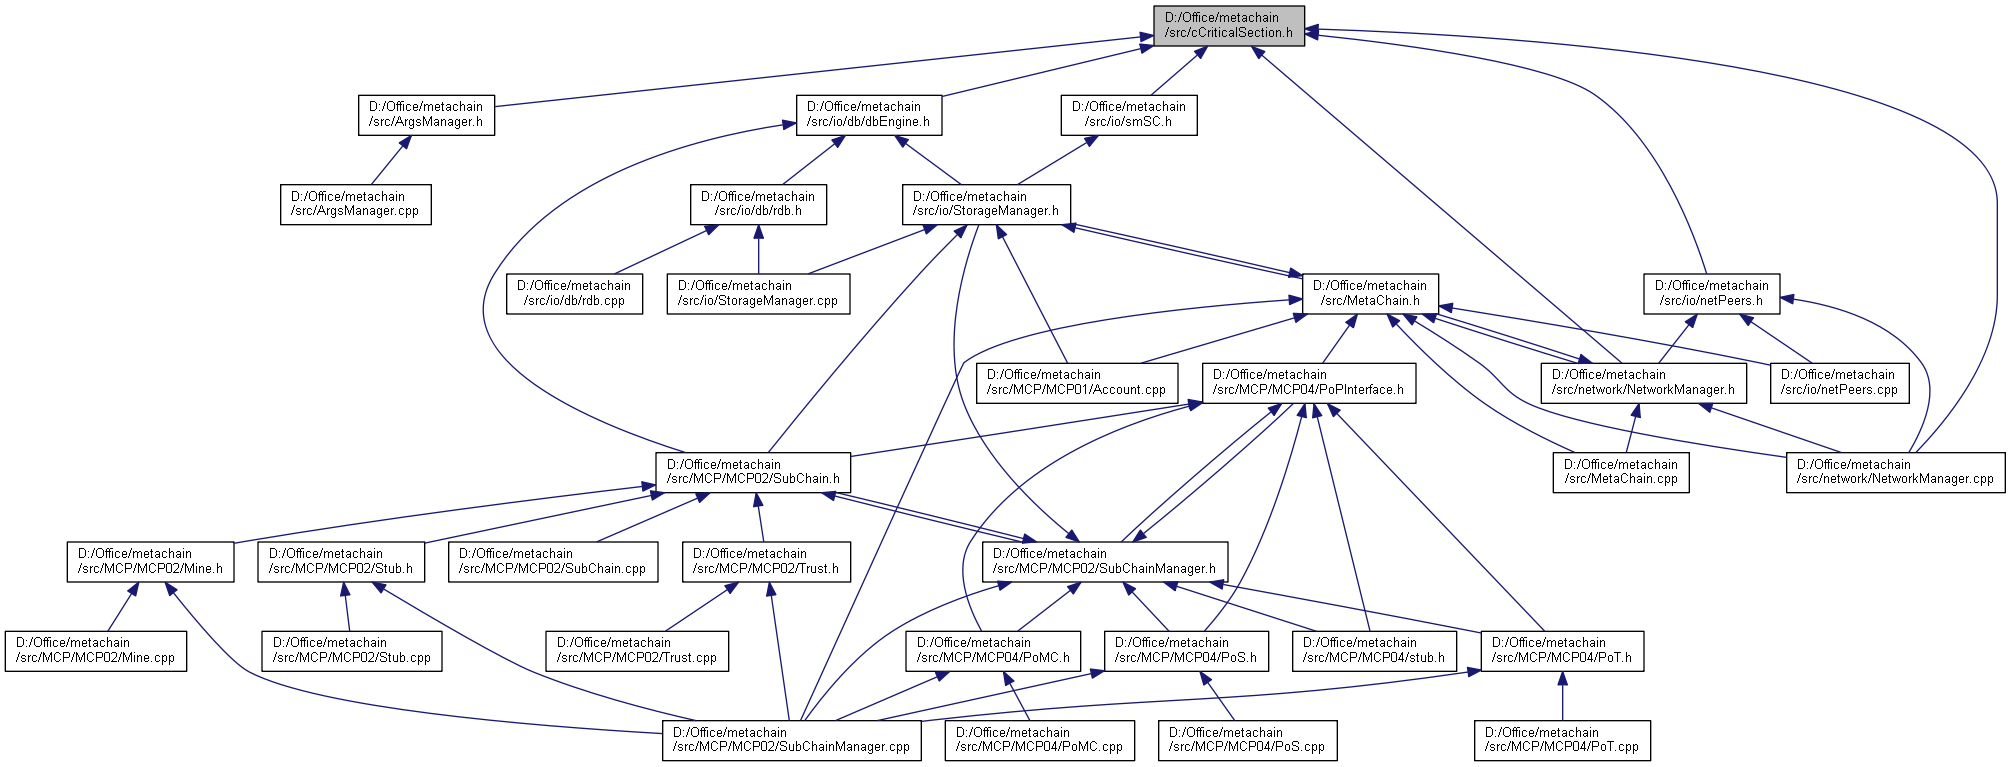 D:/Office/metachain
/src/cCriticalSection.h
D:/Office/metachain
/src/ArgsManager.h
D:/Office/metachain
/src/io/db/dbEngine.h
D:/Office/metachain
/src/io/smSC.h
D:/Office/metachain
/src/ArgsManager.cpp
D:/Office/metachain
/src/io/db/rdb.h
D:/Office/metachain
/src/io/StorageManager.h
D:/Office/metachain
/src/io/db/rdb.cpp
D:/Office/metachain
/src/io/StorageManager.cpp
D:/Office/metachain
/src/MetaChain.h
D:/Office/metachain
/src/io/netPeers.h
D:/Office/metachain
/src/MCP/MCP01/Account.cpp
D:/Office/metachain
/src/MCP/MCP04/PoPInterface.h
D:/Office/metachain
/src/network/NetworkManager.h
D:/Office/metachain
/src/io/netPeers.cpp
D:/Office/metachain
/src/MCP/MCP02/SubChain.h
D:/Office/metachain
/src/MetaChain.cpp
D:/Office/metachain
/src/network/NetworkManager.cpp
D:/Office/metachain
/src/MCP/MCP02/Mine.h
D:/Office/metachain
/src/MCP/MCP02/Stub.h
D:/Office/metachain
/src/MCP/MCP02/SubChain.cpp
D:/Office/metachain
/src/MCP/MCP02/Trust.h
D:/Office/metachain
/src/MCP/MCP02/SubChainManager.h
D:/Office/metachain
/src/MCP/MCP02/Mine.cpp
D:/Office/metachain
/src/MCP/MCP02/Stub.cpp
D:/Office/metachain
/src/MCP/MCP02/Trust.cpp
D:/Office/metachain
/src/MCP/MCP04/PoMC.h
D:/Office/metachain
/src/MCP/MCP04/PoS.h
D:/Office/metachain
/src/MCP/MCP04/stub.h
D:/Office/metachain
/src/MCP/MCP04/PoT.h
D:/Office/metachain
/src/MCP/MCP02/SubChainManager.cpp
D:/Office/metachain
/src/MCP/MCP04/PoMC.cpp
D:/Office/metachain
/src/MCP/MCP04/PoS.cpp
D:/Office/metachain
/src/MCP/MCP04/PoT.cpp